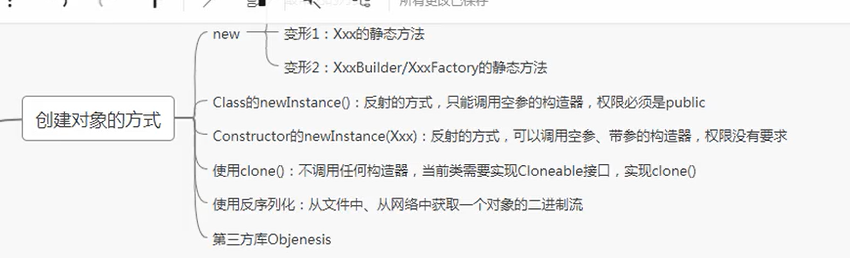 所有更改已保存
new
变形1：Xxx的静态方法
变形2：XxxBuilder/XxxFactory的静态方法
创建对象的方式
Class的newInstance()：反射的方式，只能调用空参的构造器，权限必须是public
Constructor的newInstance(Xxx)：反射的方式，可以调用空参、带参的构造器，权限没有要求
使用clone()：不调用任何构造器，当前类需要实现Cloneable接口，实现clone()
使用反序列化：从文件中、从网络中获取一个对象的二进制流
第三方库Objenesis